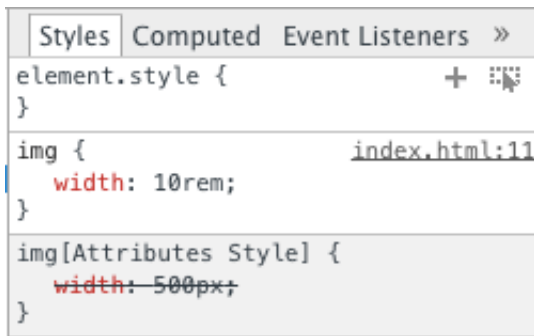 Styles Computed Event Listeners »
element.style {
}
img { index.html:11
width: 10rem;
}
img[Attributes Style] {
width: 500px;
}